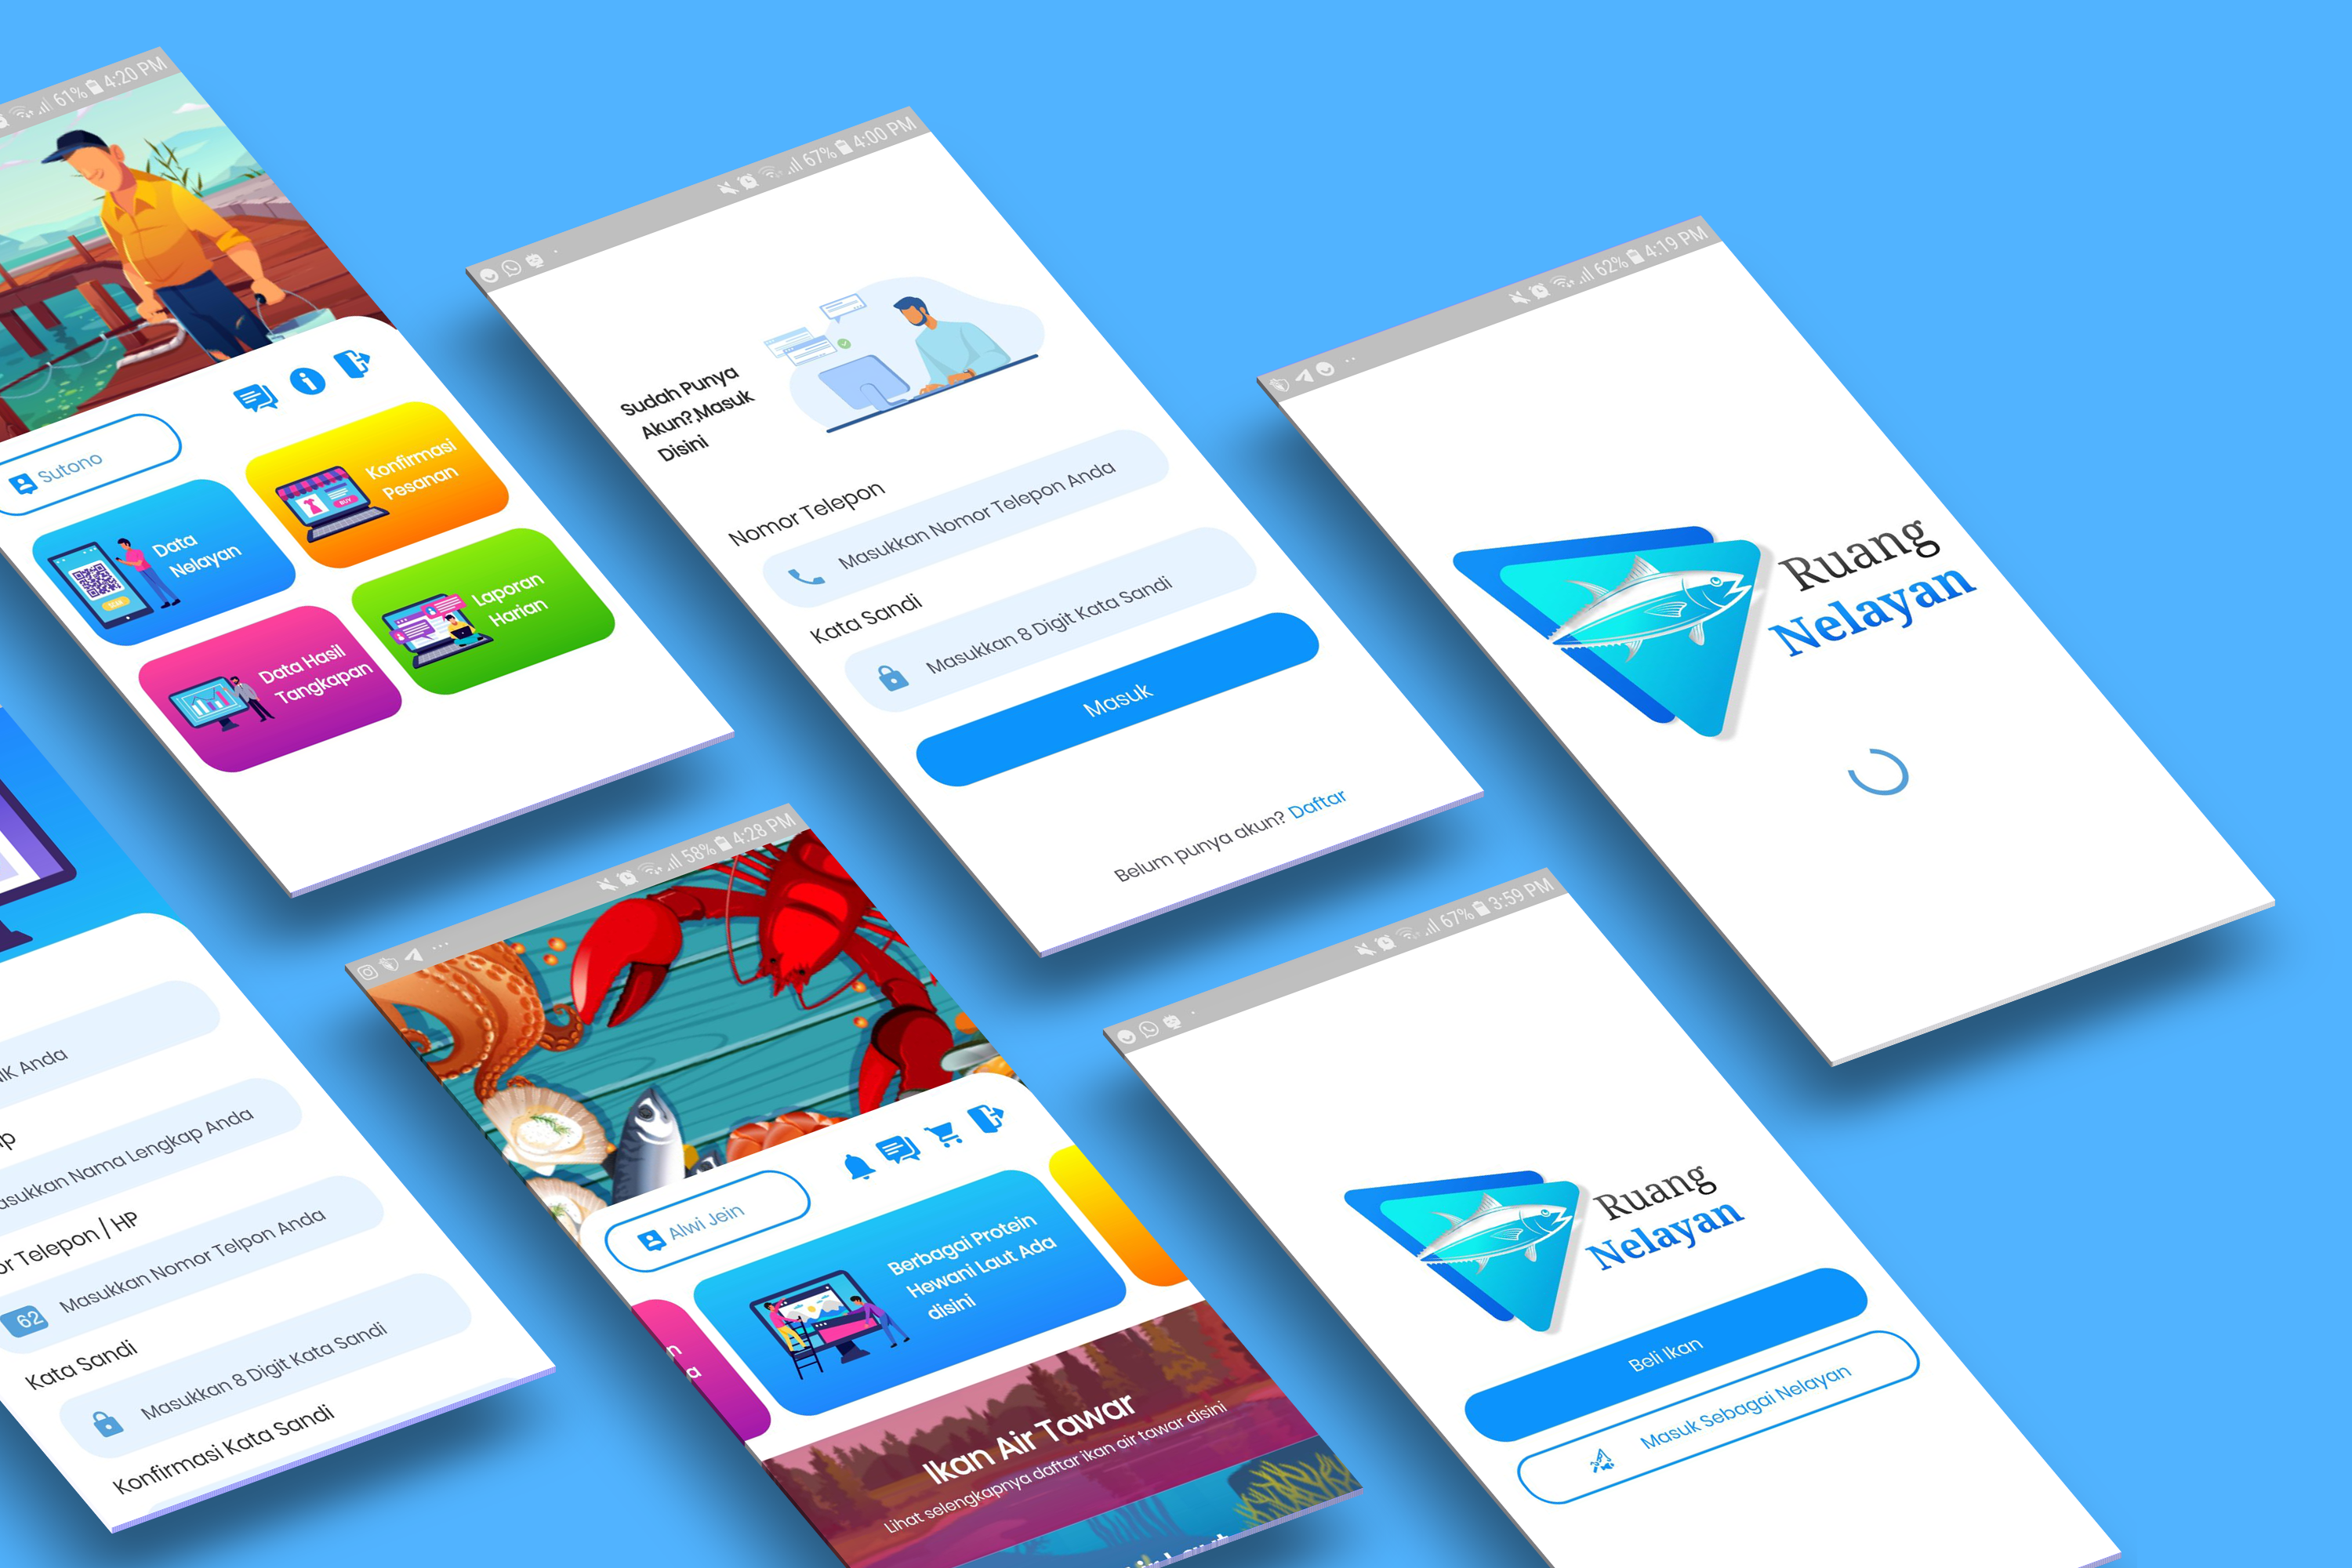 61% 4:20 PM
Sutono
Konfirmasi
Pesanan
BUY
Data
Nelayan
Laporan
Harian
Data Hasil
Tangkapan
67% 4:00 PM
Sudah Punya
Akun?,Masuk
Disini
Nomor Telepon
Masukkan Nomor Telepon Anda
Kata Sandi
Masukkan 8 Digit Kata Sandi
Masuk
Belum punya akun? Daftar
62% 4:19 PM
Ruang
Nelayan
Anda
Nama Lengkap Anda
Telepon / HP
62 Masukkan Nomor Telpon Anda
Kata Sandi
Masukkan 8 Digit Kata Sandi
Konfirmasi Kata Sandi
58% 4:28 PM
Alwi Jein
Berbagai Protein
Hewani Laut Ada
disini
Ikan Air Tawar
Lihat selengkapnya daftar ikan air tawar disini
67% 3:59 PM
Ruang
Nelayan
Beli Ikan
Masuk Sebagai Nelayan